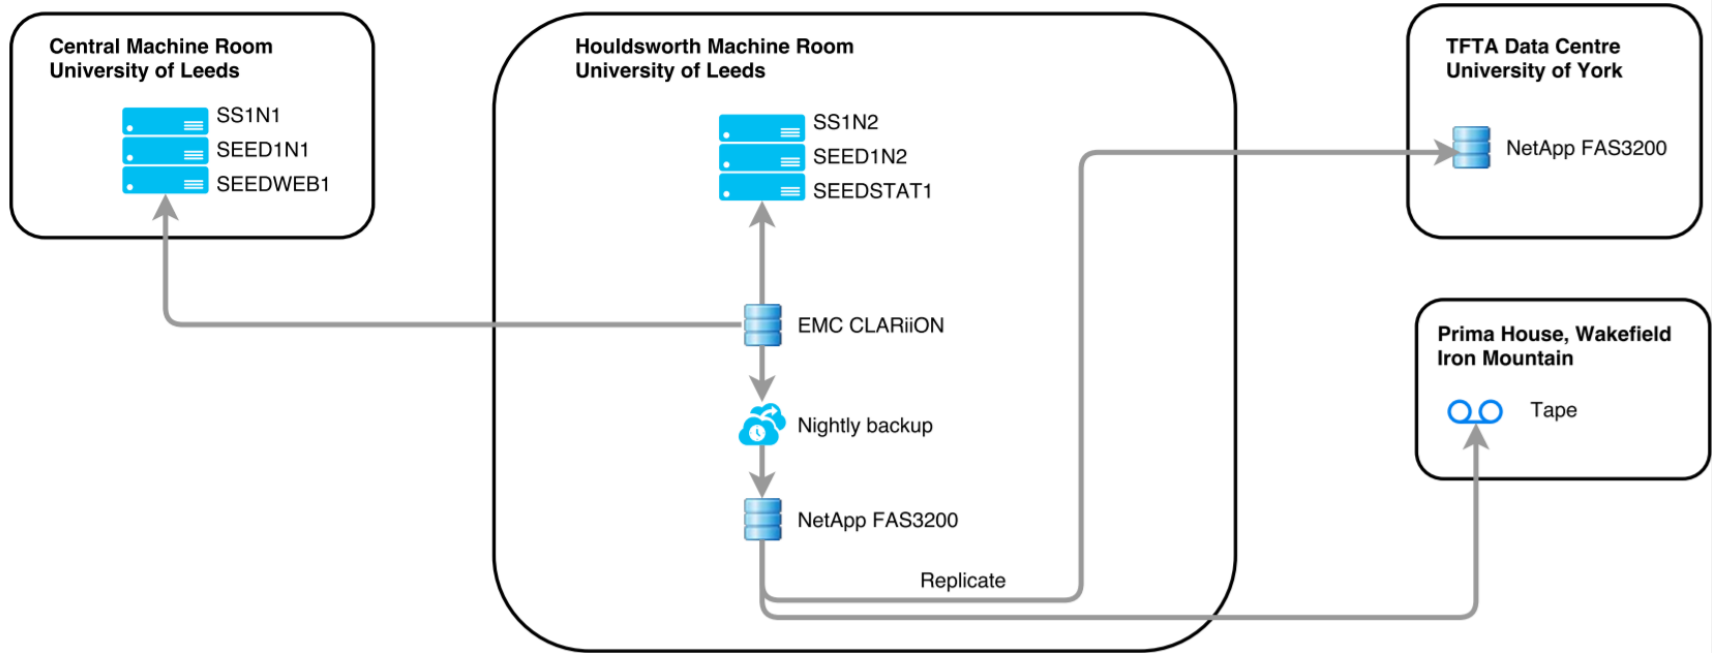 Central Machine Room
University of Leeds
SS1N1
SEED1N1
SEEDWEB1
Houldsworth Machine Room
University of Leeds
SS1N2
SEED1N2
SEEDSTAT1
EMC CLARiiON
Nightly backup
NetApp FAS3200
Replicate
TFTA Data Centre
University of York
NetApp FAS3200
Prima House, Wakefield
Iron Mountain
Tape